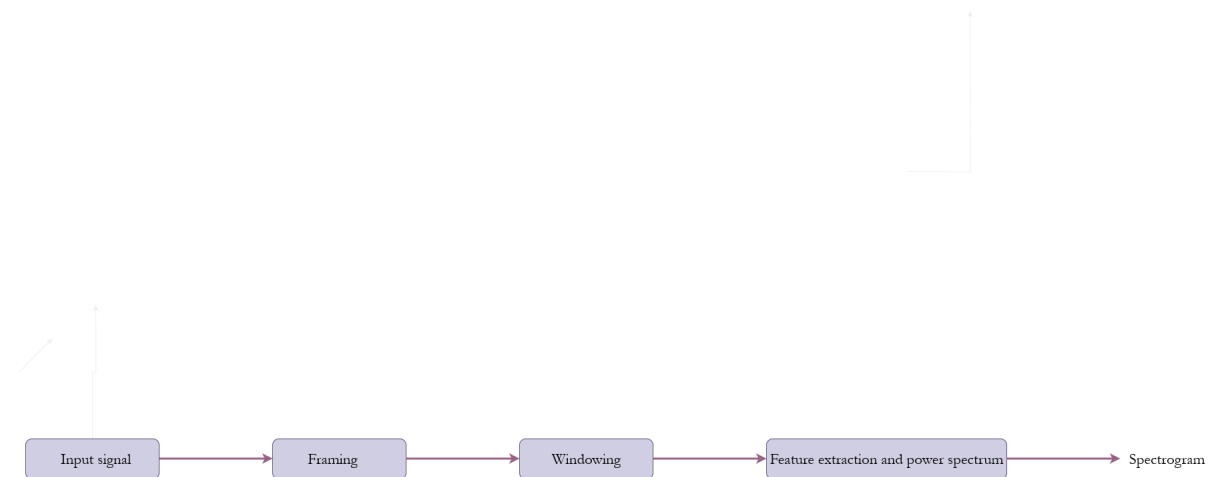 Input signal
Framing
Windowing
Feature extraction and power spectrum
Spectrogram